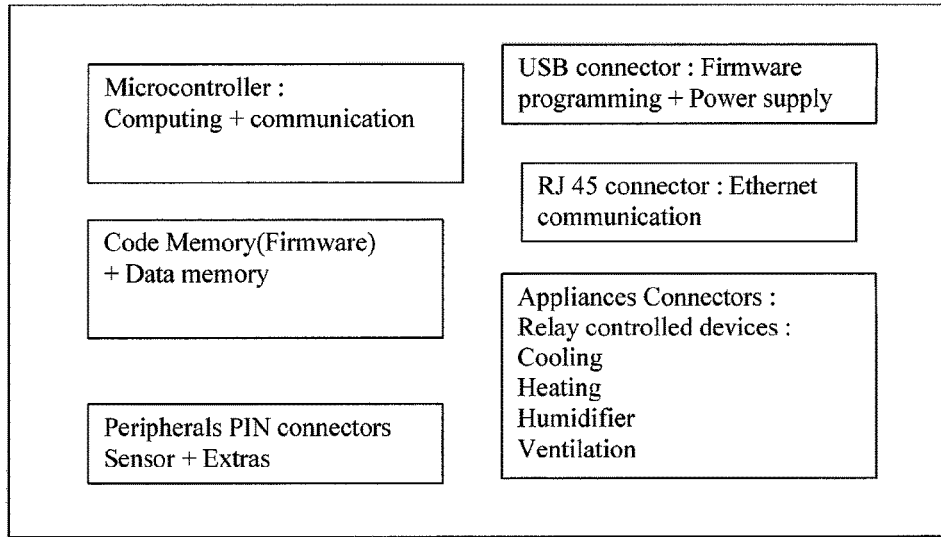 Microcontroller :
Computing + communication
Code Memory(Firmware)
+ Data memory
Peripherals PIN connectors
Sensor + Extras
USB connector : Firmware
programming + Power supply
RJ 45 connector : Ethernet
communication
Appliances Connectors :
Relay controlled devices :
Cooling
Heating
Humidifier
Ventilation